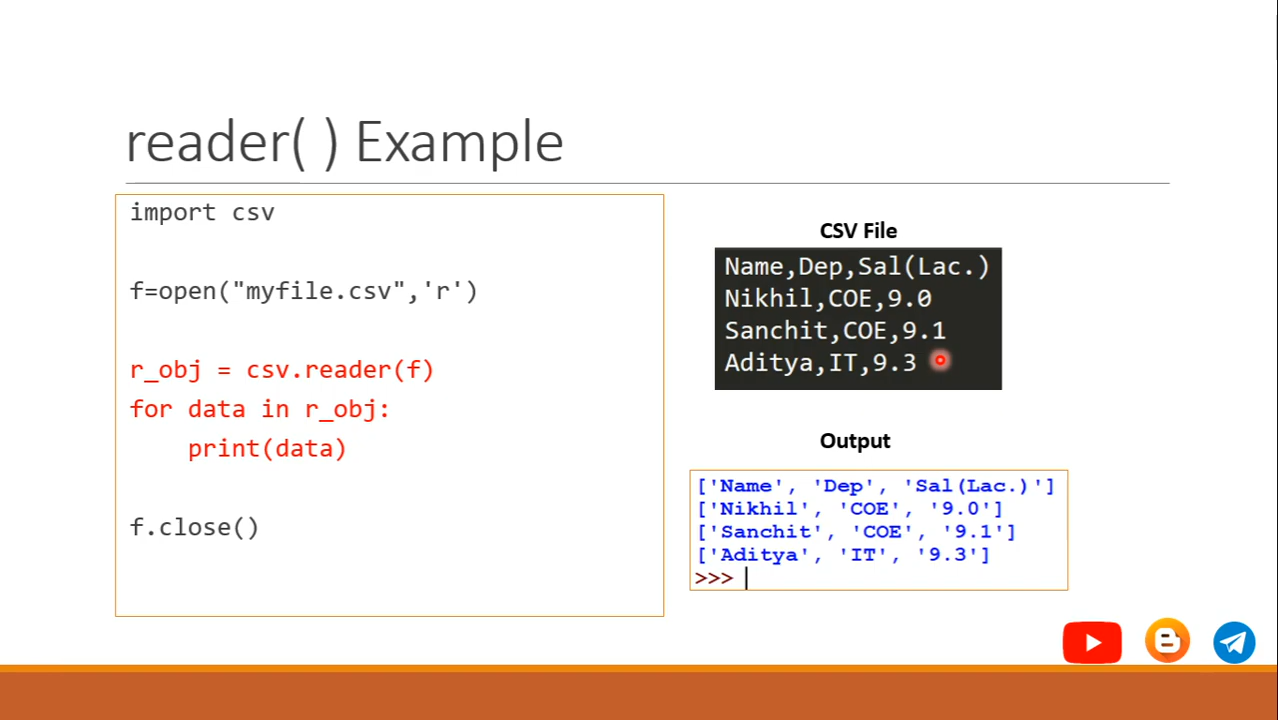 reader( ) Example
import csv
f=open("myfile.csv",'r')
r_obj = csv.reader(f)
for data in r_obj:
    print(data)
f.close()
CSV File
Name,Dep,Sal(Lac.)
Nikhil,COE,9.0
Sanchit,COE,9.1
Aditya,IT,9.3
Output
['Name', 'Dep', 'Sal(Lac.)']
['Nikhil', 'COE', '9.0']
['Sanchit', 'COE', '9.1']
['Aditya', 'IT', '9.3']
>>>